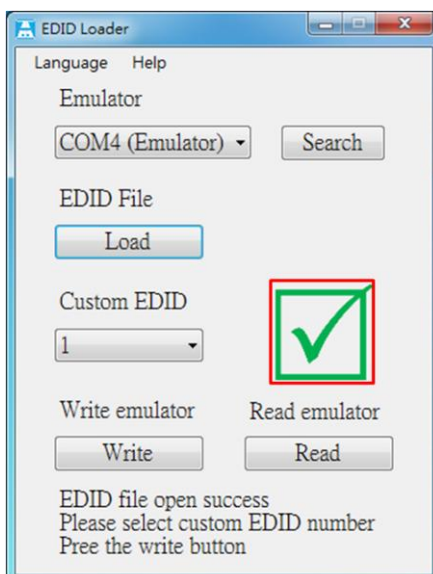 EDID Loader
Language Help
Emulator
COM4 (Emulator) Search
EDID File
Load
Custom EDID
1
Write emulator Read emulator
Write Read
EDID file open success
Please select custom EDID number
Pree the write button